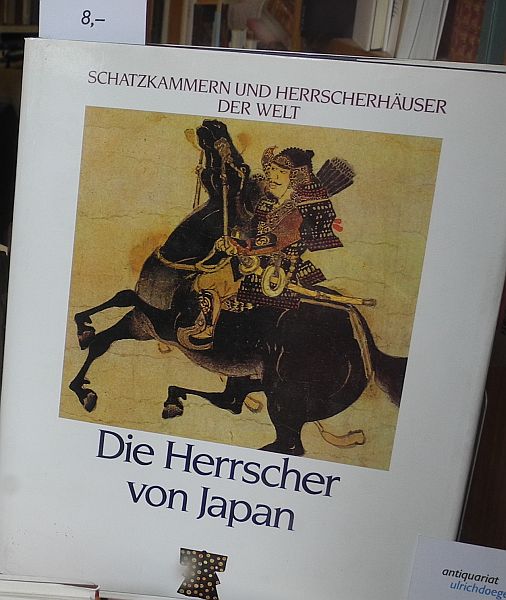 8,–
SCHATZKAMMERN UND HERRSCHERHÄUSER
DER WELT
Die Herrscher
von Japan
antiquariat
ulrichdoege